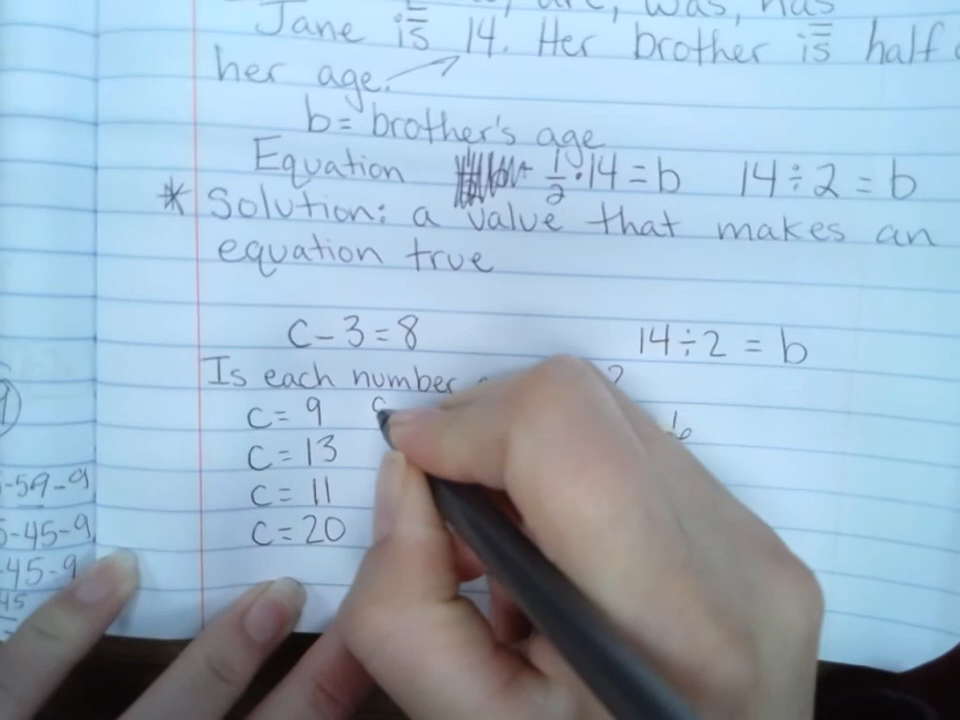 was, has
Jane is 14. Her brother is half
her age.
b = brother's age
Equation 1/2 · 14 = b 14 ÷ 2 = b
* Solution: a value that makes an
equation true
c - 3 = 8 14 ÷ 2 = b
Is each number ?
c = 9
c = 13
c = 11
c = 20
-59-9
-45-9
-45-9
45